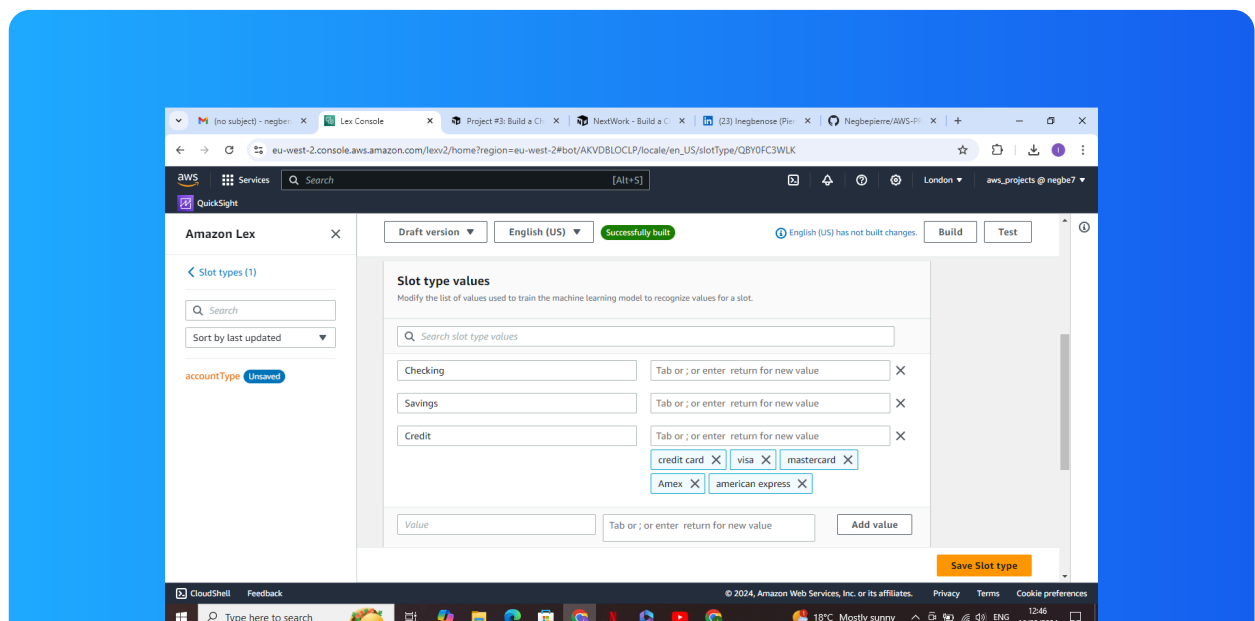 (no subject) - negbe
Lex Console
Project #3: Build a Ch
NextWork - Build a C
in (23) Inegbenose (Pier
Negbepierre/AWS-P
eu-west-2.console.aws.amazon.com/lexv2/home?region=eu-west-2#bot/AKVDBLOCLP/locale/en_US/slotType/QBY0FC3WLK
aws Services Search [Alt+S] London aws_projects @ negbe7
QuickSight
Amazon Lex
Slot types (1)
Search
Sort by last updated
accountType Unsaved
Draft version English (US) Successfully built English (US) has not built changes. Build Test
Slot type values
Modify the list of values used to train the machine learning model to recognize values for a slot.
Search slot type values
Checking Tab or ; or enter return for new value
Savings Tab or ; or enter return for new value
Credit Tab or ; or enter return for new value
credit card visa mastercard
Amex american express
Value Tab or ; or enter return for new value Add value
Save Slot type
CloudShell Feedback © 2024, Amazon Web Services, Inc. or its affiliates. Privacy Terms Cookie preferences
Type here to search 18°C Mostly sunny ENG 12:46